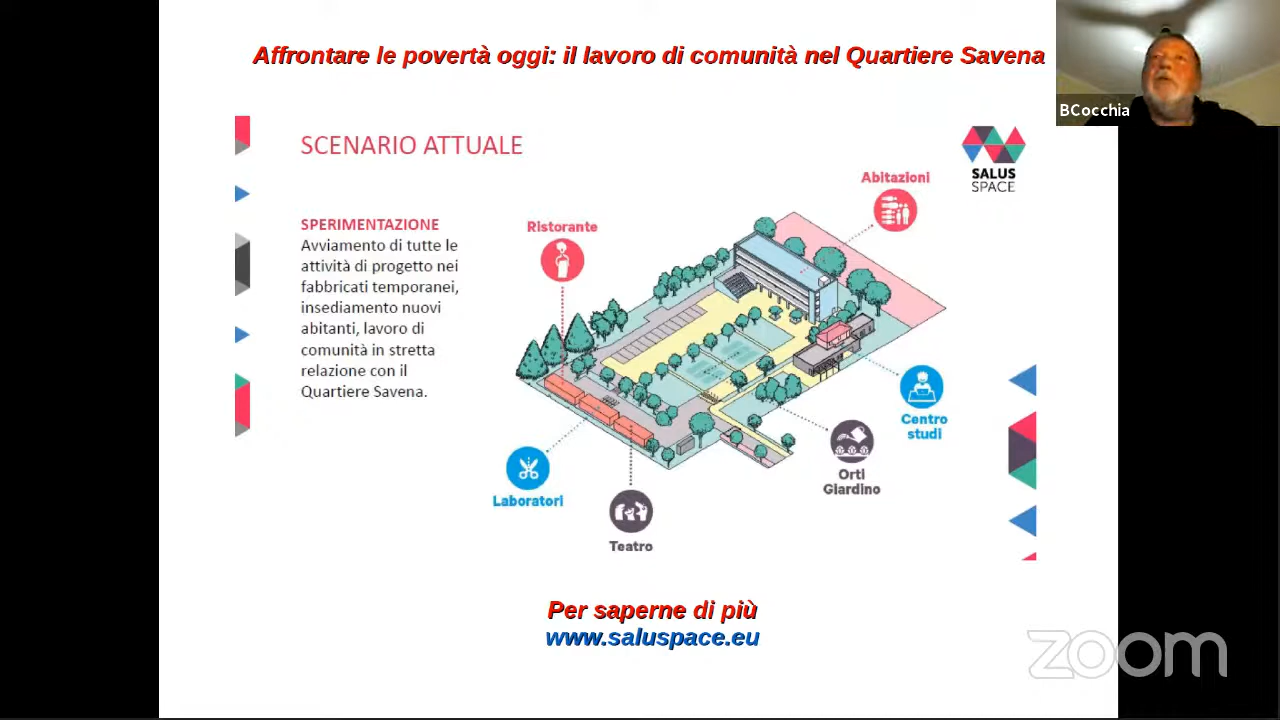 Affrontare le povertà oggi: il lavoro di comunità nel Quartiere Savena
BCocchia
SCENARIO ATTUALE
SALUS
SPACE
Abitazioni
SPERIMENTAZIONE
Avviamento di tutte le
attività di progetto nei
fabbricati temporanei,
insediamento nuovi
abitanti, lavoro di
comunità in stretta
relazione con il
Quartiere Savena.
Ristorante
Centro
studi
Orti
Giardino
Laboratori
Teatro
Per saperne di più
www.saluspace.eu
zoom